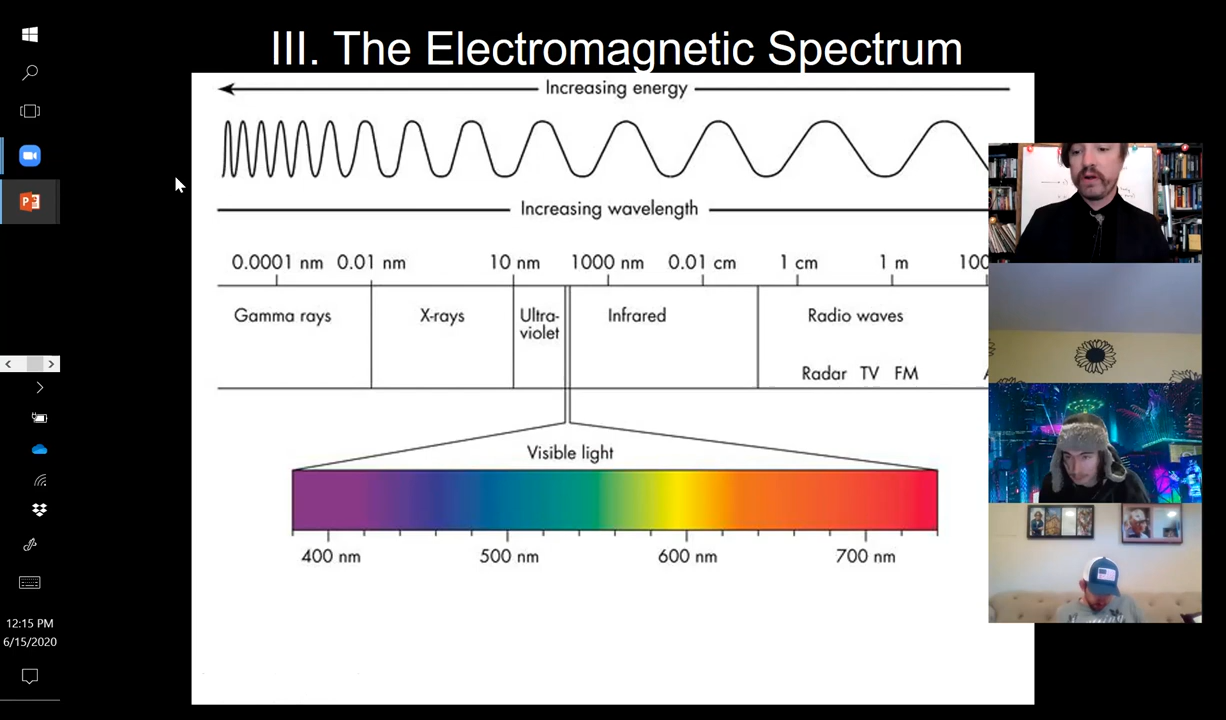 III. The Electromagnetic Spectrum
Increasing energy
Increasing wavelength
0.0001 nm 0.01 nm 10 nm 1000 nm 0.01 cm 1 cm 1 m 100
Gamma rays X-rays Ultra-
violet Infrared Radio waves
Radar TV FM
Visible light
400 nm 500 nm 600 nm 700 nm
12:15 PM
6/15/2020